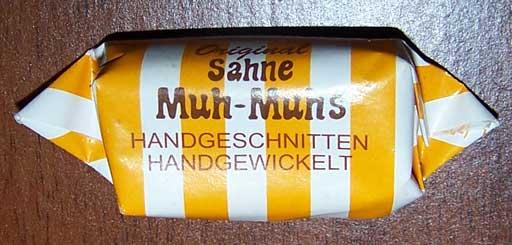 Original
Sahne
Muh-Muhs
HANDGESCHNITTEN
HANDGEWICKELT